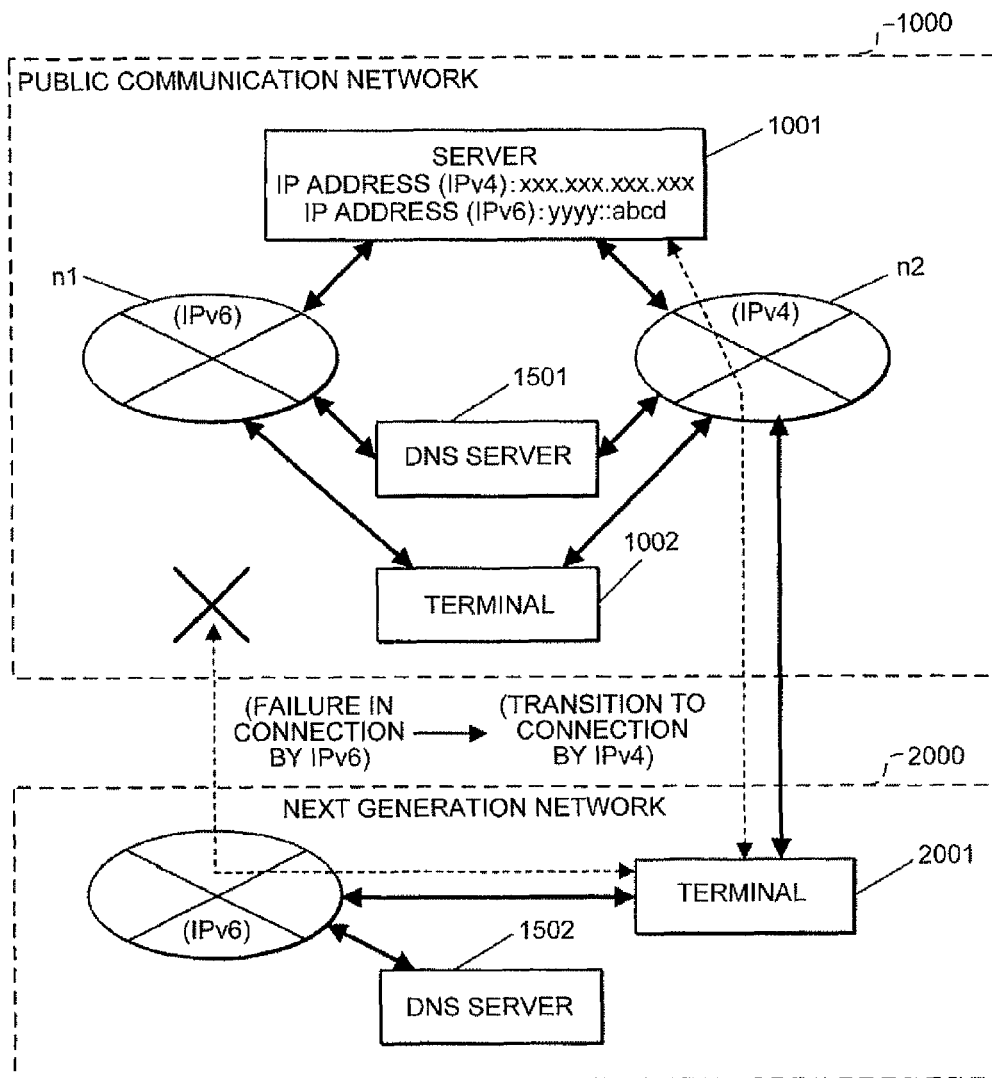 1000
PUBLIC COMMUNICATION NETWORK
1001
SERVER
IP ADDRESS (IPv4):xxx.xxx.xxx.xxx
IP ADDRESS (IPv6):yyyy::abcd
n1
n2
(IPv6)
(IPv4)
1501
DNS SERVER
1002
TERMINAL
(FAILURE IN
CONNECTION
BY IPv6)
(TRANSITION TO
CONNECTION
BY IPv4)
2000
NEXT GENERATION NETWORK
2001
TERMINAL
(IPv6)
1502
DNS SERVER